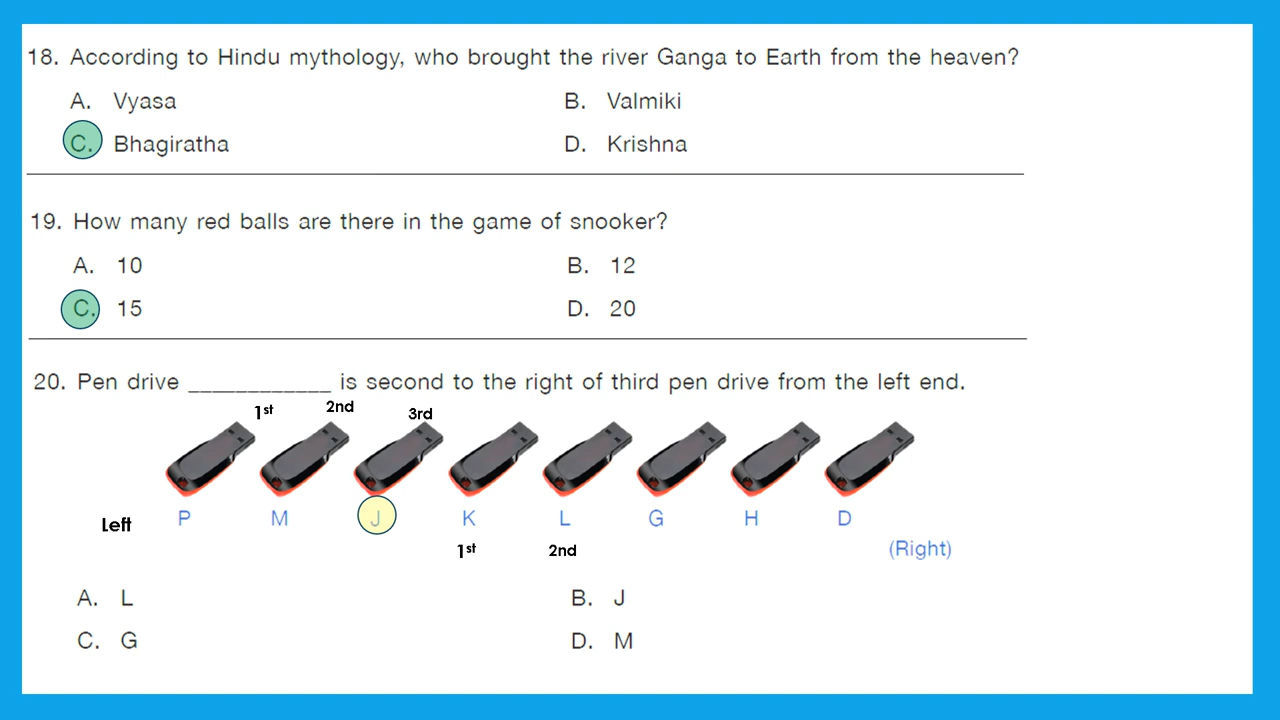 18. According to Hindu mythology, who brought the river Ganga to Earth from the heaven?
A. Vyasa B. Valmiki
C. Bhagiratha D. Krishna
19. How many red balls are there in the game of snooker?
A. 10 B. 12
C. 15 D. 20
20. Pen drive ____________ is second to the right of third pen drive from the left end.
1st 2nd 3rd
Left P M J K L G H D
1st 2nd (Right)
A. L B. J
C. G D. M